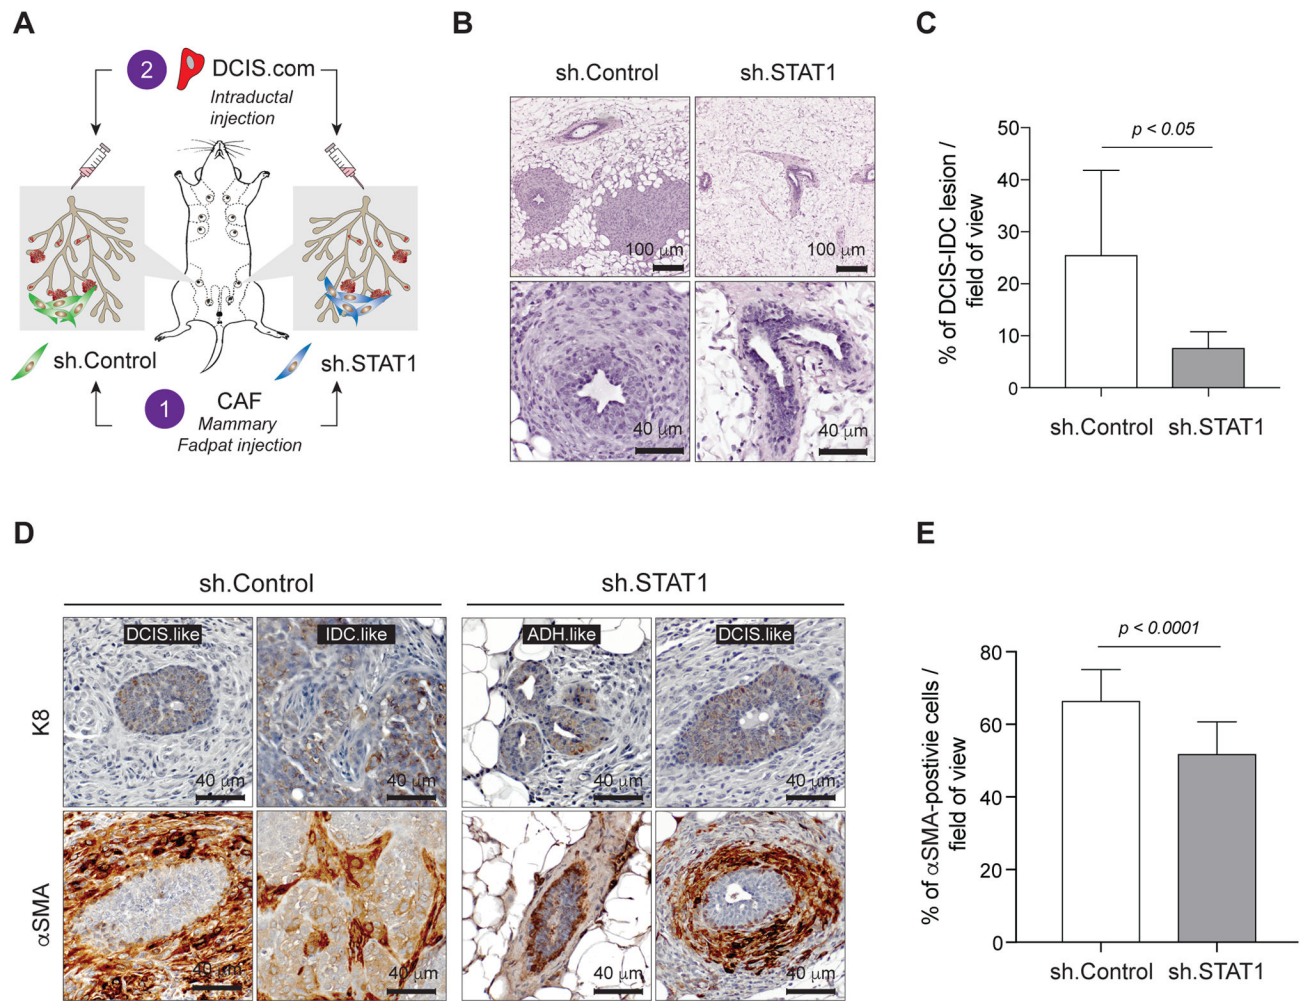 A
2
DCIS.com
Intraductal
injection
sh.Control
sh.STAT1
1
CAF
Mammary
Fadpat injection
B
sh.Control
sh.STAT1
100 μm
100 μm
40 μm
40 μm
C
% of DCIS-IDC lesion /
field of view
50
40
30
20
10
0
p < 0.05
sh.Control
sh.STAT1
D
sh.Control
sh.STAT1
DCIS.like
IDC.like
ADH.like
DCIS.like
K8
40 μm
40 μm
40 μm
40 μm
αSMA
40 μm
40 μm
40 μm
40 μm
E
% of αSMA-postivie cells /
field of view
80
60
40
20
0
p < 0.0001
sh.Control
sh.STAT1